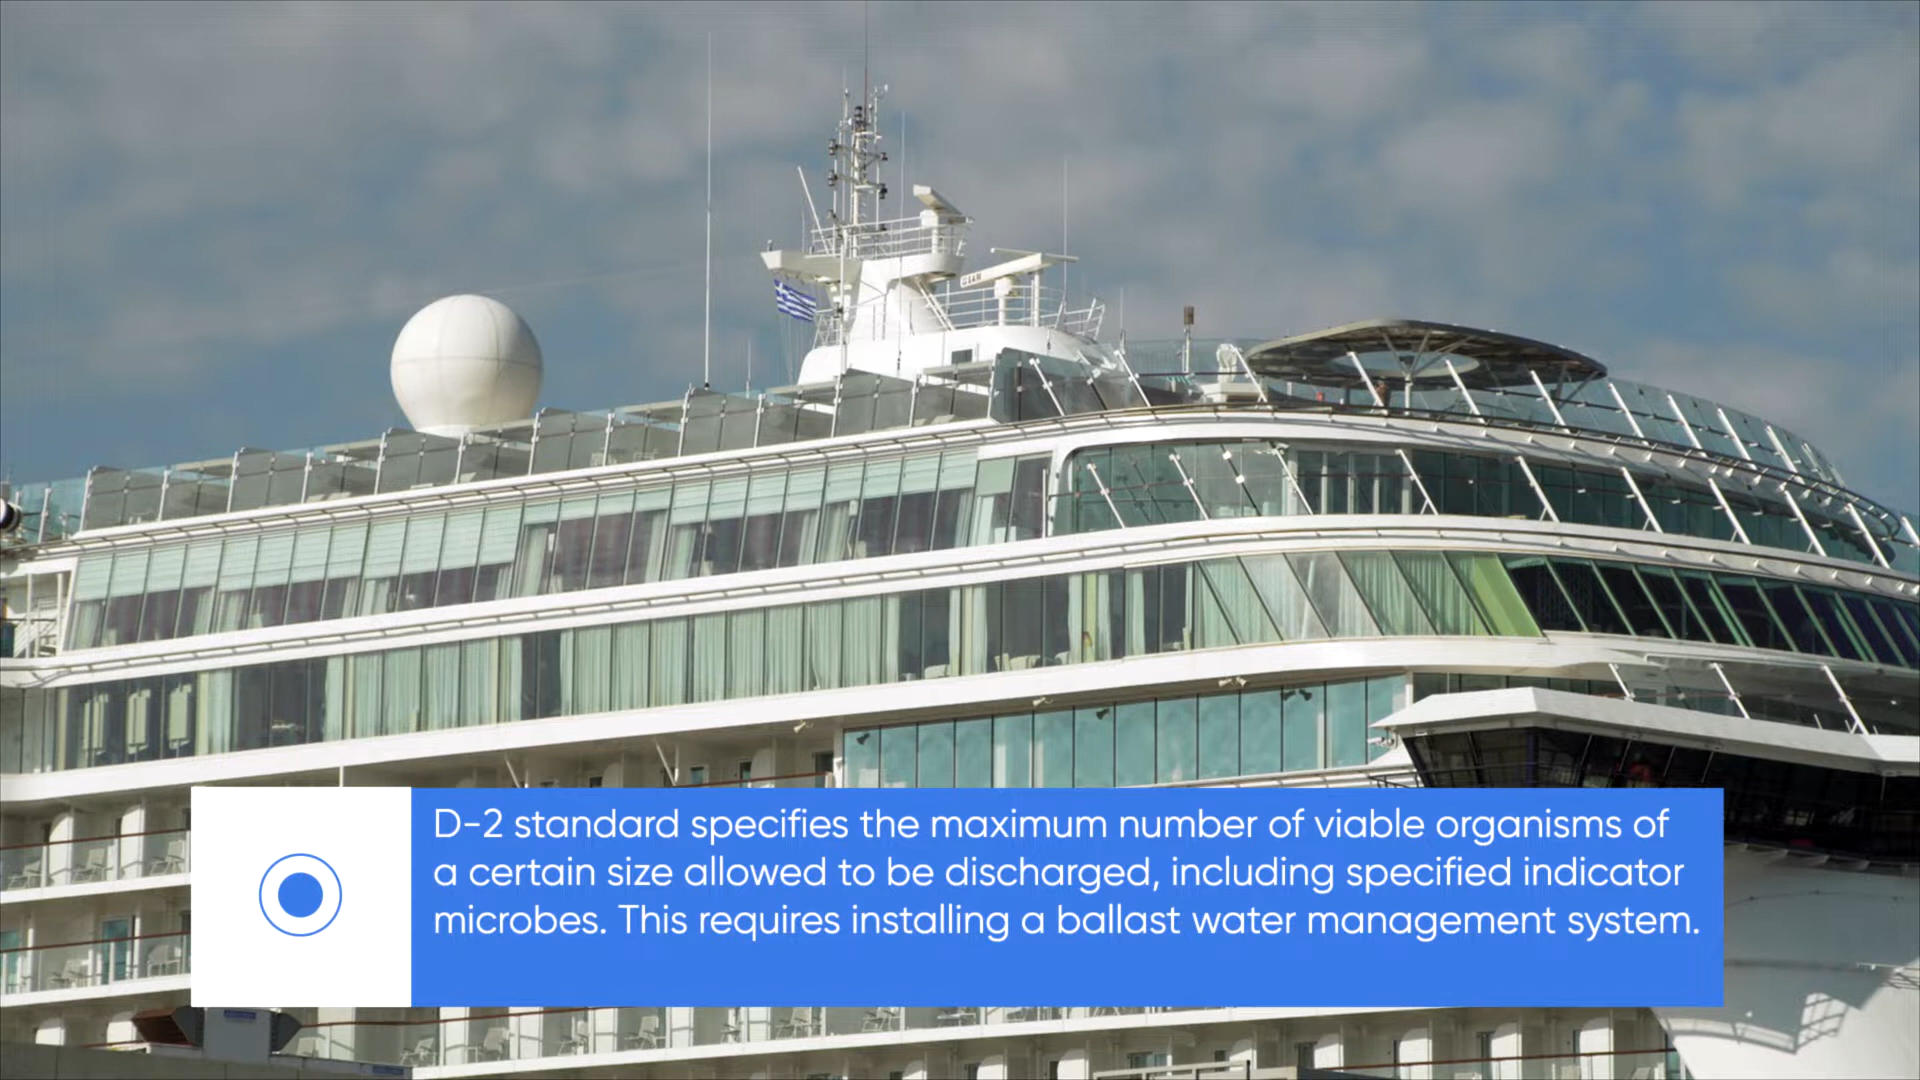 D-2 standard specifies the maximum number of viable organisms of
a certain size allowed to be discharged, including specified indicator
microbes. This requires installing a ballast water management system.